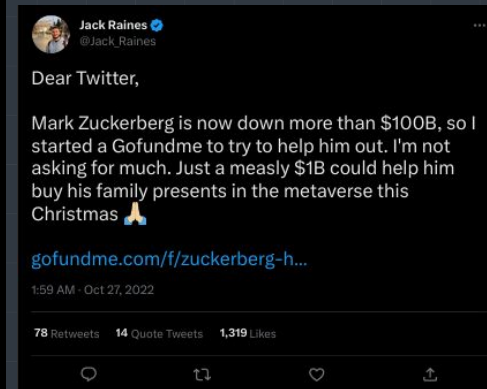 Jack Raines
@Jack_Raines
Dear Twitter,
Mark Zuckerberg is now down more than $100B, so I
started a Gofundme to try to help him out. I'm not
asking for much. Just a measly $1B could help him
buy his family presents in the metaverse this
Christmas 🙏🏻
gofundme.com/f/zuckerberg-h...
1:59 AM · Oct 27, 2022
78 Retweets 14 Quote Tweets 1,319 Likes